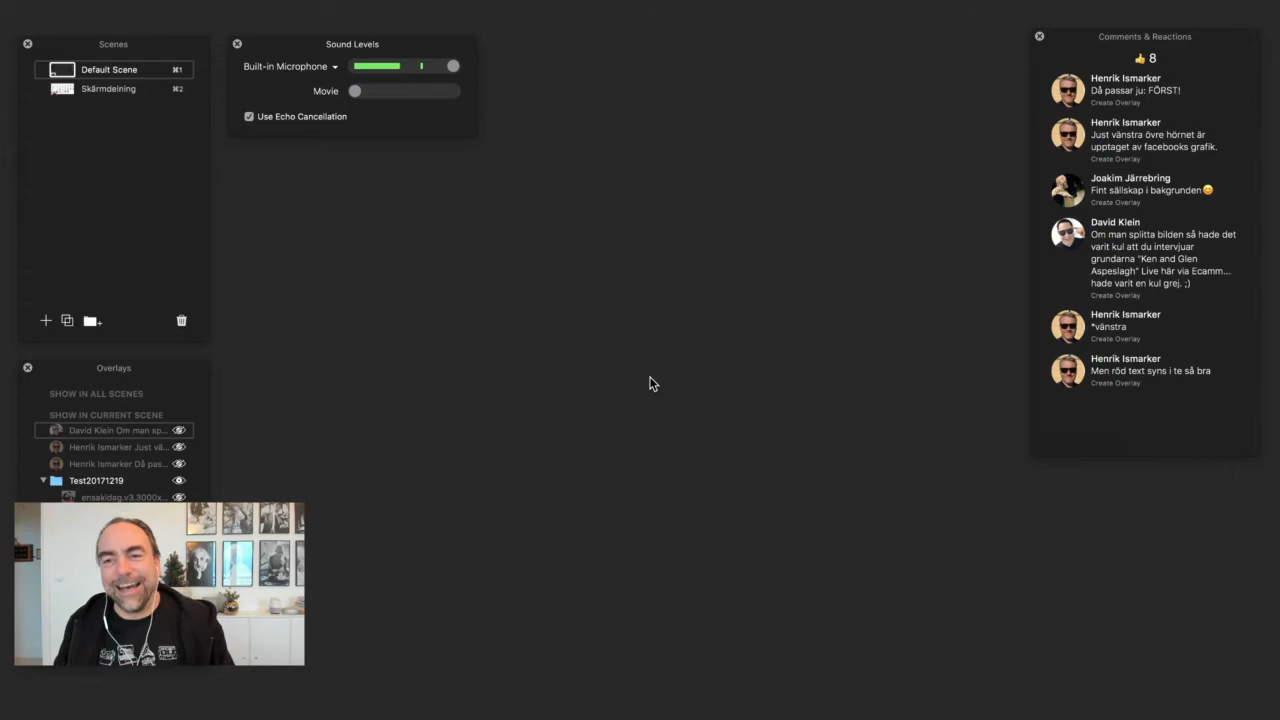 Scenes
Default Scene ⌘1
Skärmdelning ⌘2
Sound Levels
Built-in Microphone
Movie
Use Echo Cancellation
Overlays
SHOW IN ALL SCENES
SHOW IN CURRENT SCENE
David Klein Om man sp...
Henrik Ismarker Just vä...
Henrik Ismarker Då pas...
Test20171219
ensakidag.v3.3000x...
Comments & Reactions
👍 8
Henrik Ismarker
Då passar ju: FÖRST!
Create Overlay
Henrik Ismarker
Just vänstra övre hörnet är
upptaget av facebooks grafik.
Create Overlay
Joakim Järrebring
Fint sällskap i bakgrunden😊
Create Overlay
David Klein
Om man splitta bilden så hade det
varit kul att du intervjuar
grundarna "Ken and Glen
Aspeslagh" Live här via Ecamm...
hade varit en kul grej. ;)
Create Overlay
Henrik Ismarker
*vänstra
Create Overlay
Henrik Ismarker
Men röd text syns i te så bra
Create Overlay